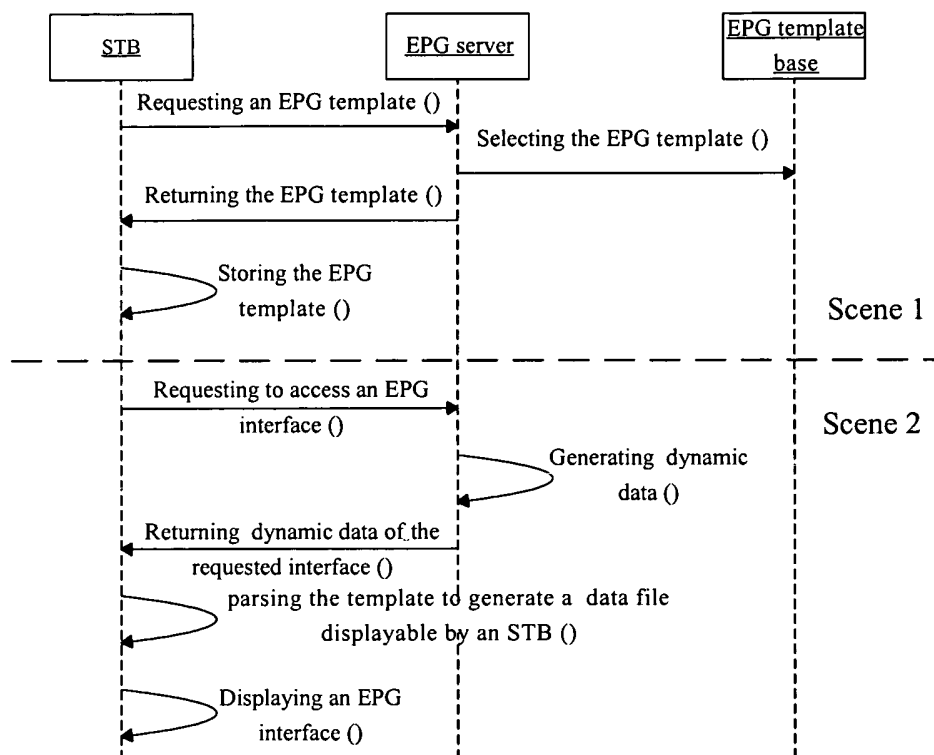 STB
EPG server
EPG template
base
Requesting an EPG template ()
Selecting the EPG template ()
Returning the EPG template ()
Storing the EPG
template ()
Scene 1
Requesting to access an EPG
interface ()
Scene 2
Generating dynamic
data ()
Returning dynamic data of the
requested interface ()
parsing the template to generate a data file
displayable by an STB ()
Displaying an EPG
interface ()